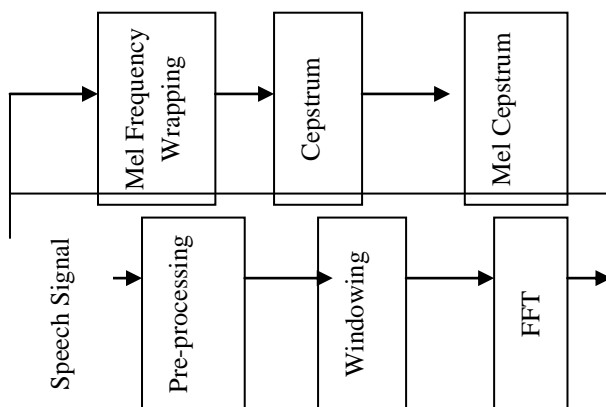 Mel Frequency
Wrapping
Cepstrum
Mel Cepstrum
Speech Signal
Pre-processing
Windowing
FFT